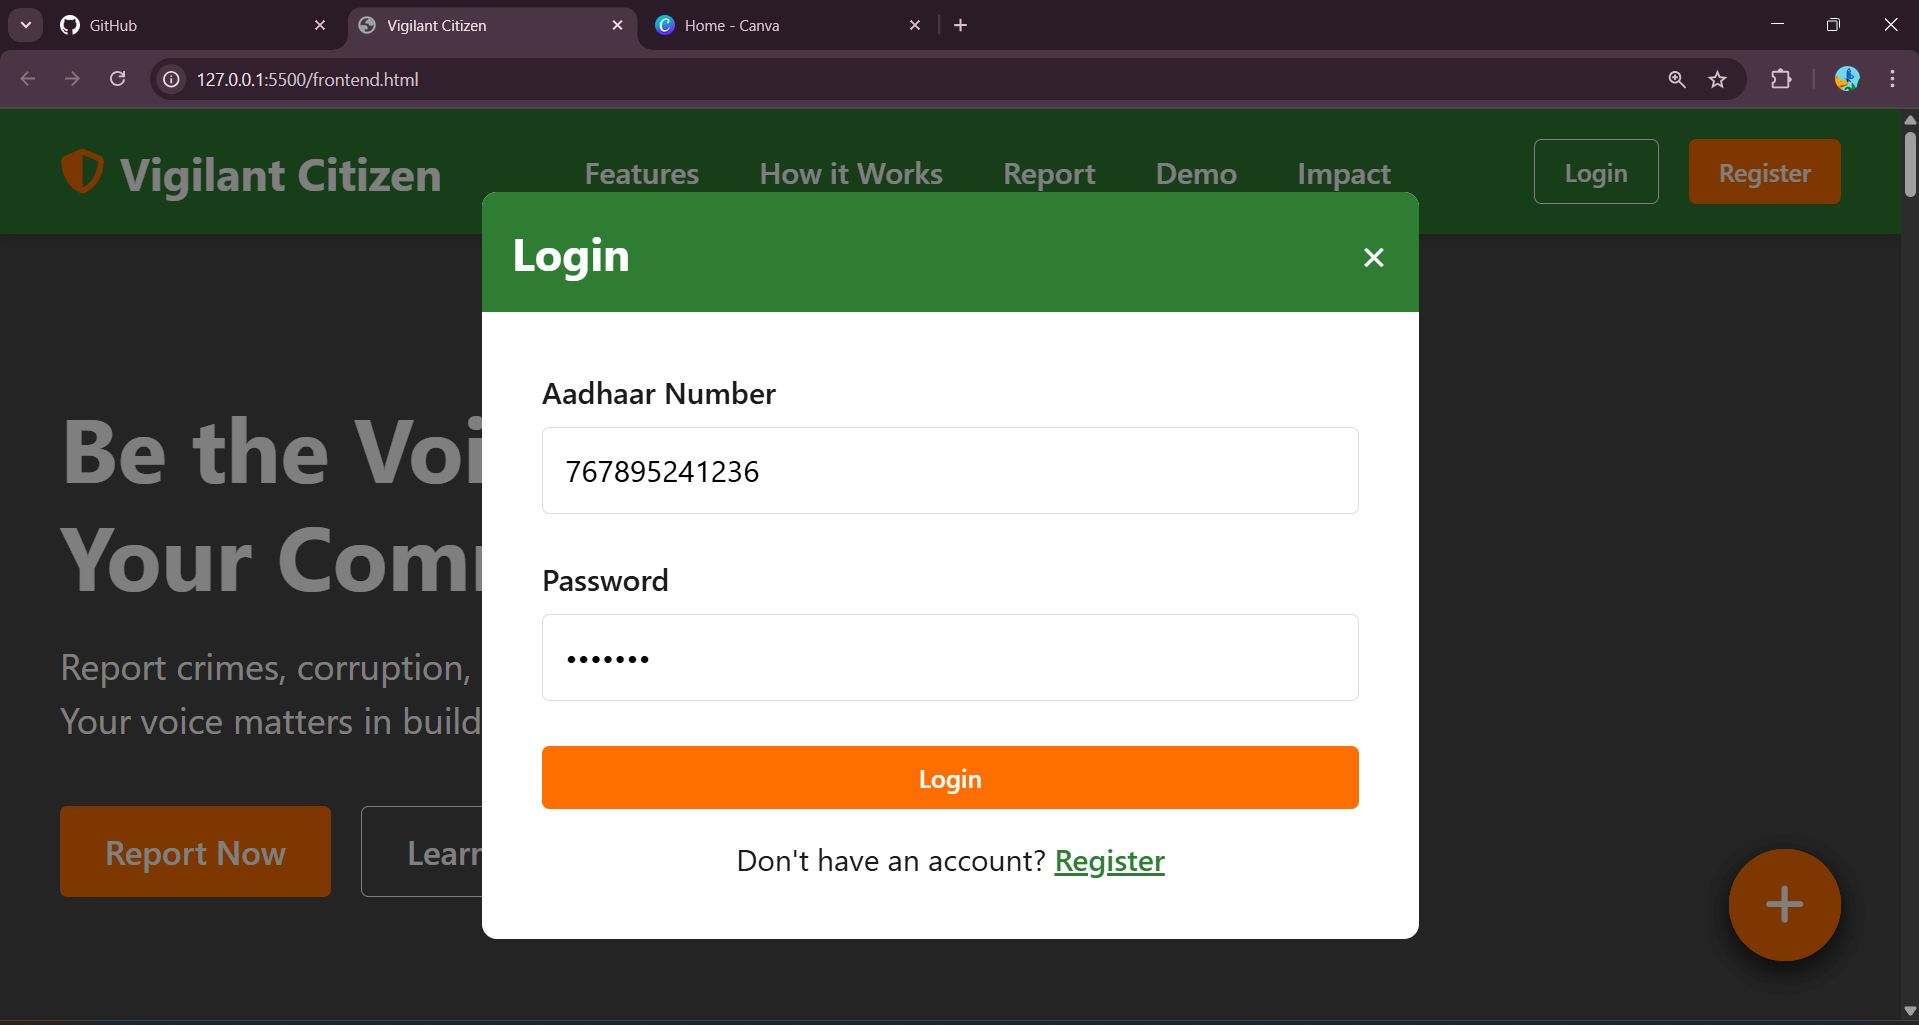 GitHub
Vigilant Citizen
Home - Canva
127.0.0.1:5500/frontend.html
Vigilant Citizen
Features
How it Works
Report
Demo
Impact
Login
Register
Login
Aadhaar Number
767895241236
Password
•••••••
Login
Don't have an account? Register
Be the
Your
Report crimes, corruption,
Your voice matters in build
Report Now
Learn